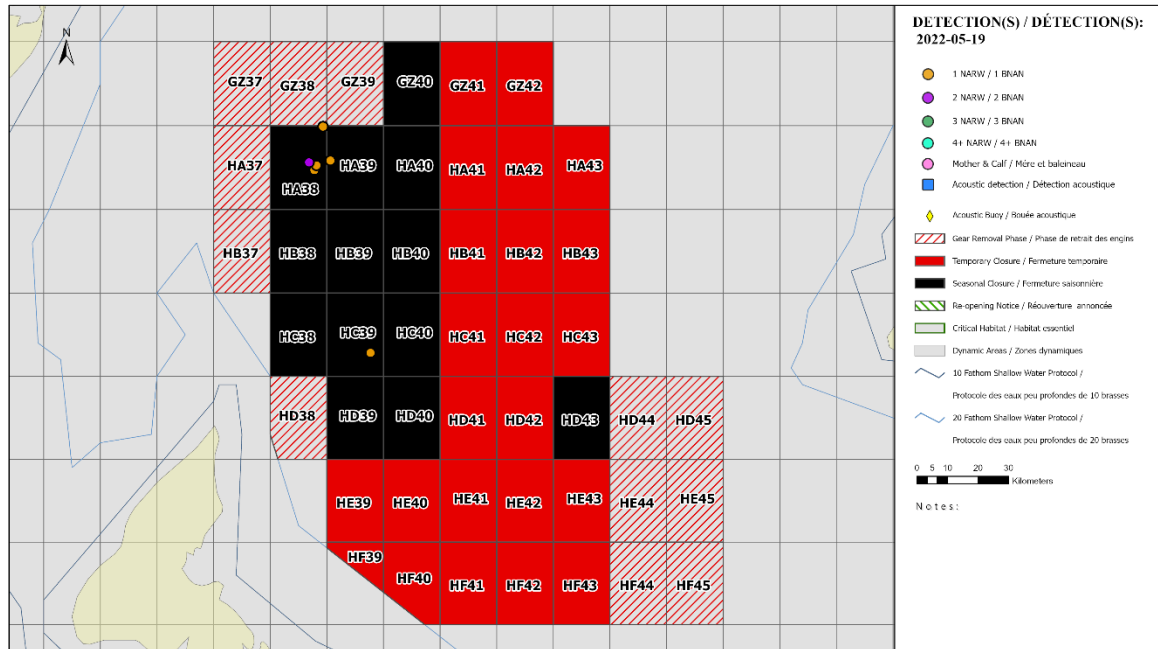 N
GZ37 GZ38 GZ39 GZ40 GZ41 GZ42
HA37 HA38 HA39 HA40 HA41 HA42 HA43
HB37 HB38 HB39 HB40 HB41 HB42 HB43
HC38 HC39 HC40 HC41 HC42 HC43
HD38 HD39 HD40 HD41 HD42 HD43 HD44 HD45
HE39 HE40 HE41 HE42 HE43 HE44 HE45
HF39 HF40 HF41 HF42 HF43 HF44 HF45
DETECTION(S) / DÉTECTION(S):
2022-05-19
1 NARW / 1 BNAN
2 NARW / 2 BNAN
3 NARW / 3 BNAN
4+ NARW / 4+ BNAN
Mother & Calf / Mére et baleineau
Acoustic detection / Détection acoustique
Acoustic Buoy / Bouée acoustique
Gear Removal Phase / Phase de retrait des engins
Temporary Closure / Fermeture temporaire
Seasonal Closure / Fermeture saisonnière
Re-opening Notice / Réouverture annoncée
Critical Habitat / Habitat essentiel
Dynamic Areas / Zones dynamiques
10 Fathom Shallow Water Protocol /
Protocole des eaux peu profondes de 10 brasses
20 Fathom Shallow Water Protocol /
Protocole des eaux peu profondes de 20 brasses
0 5 10 20 30
Kilometers
Notes: